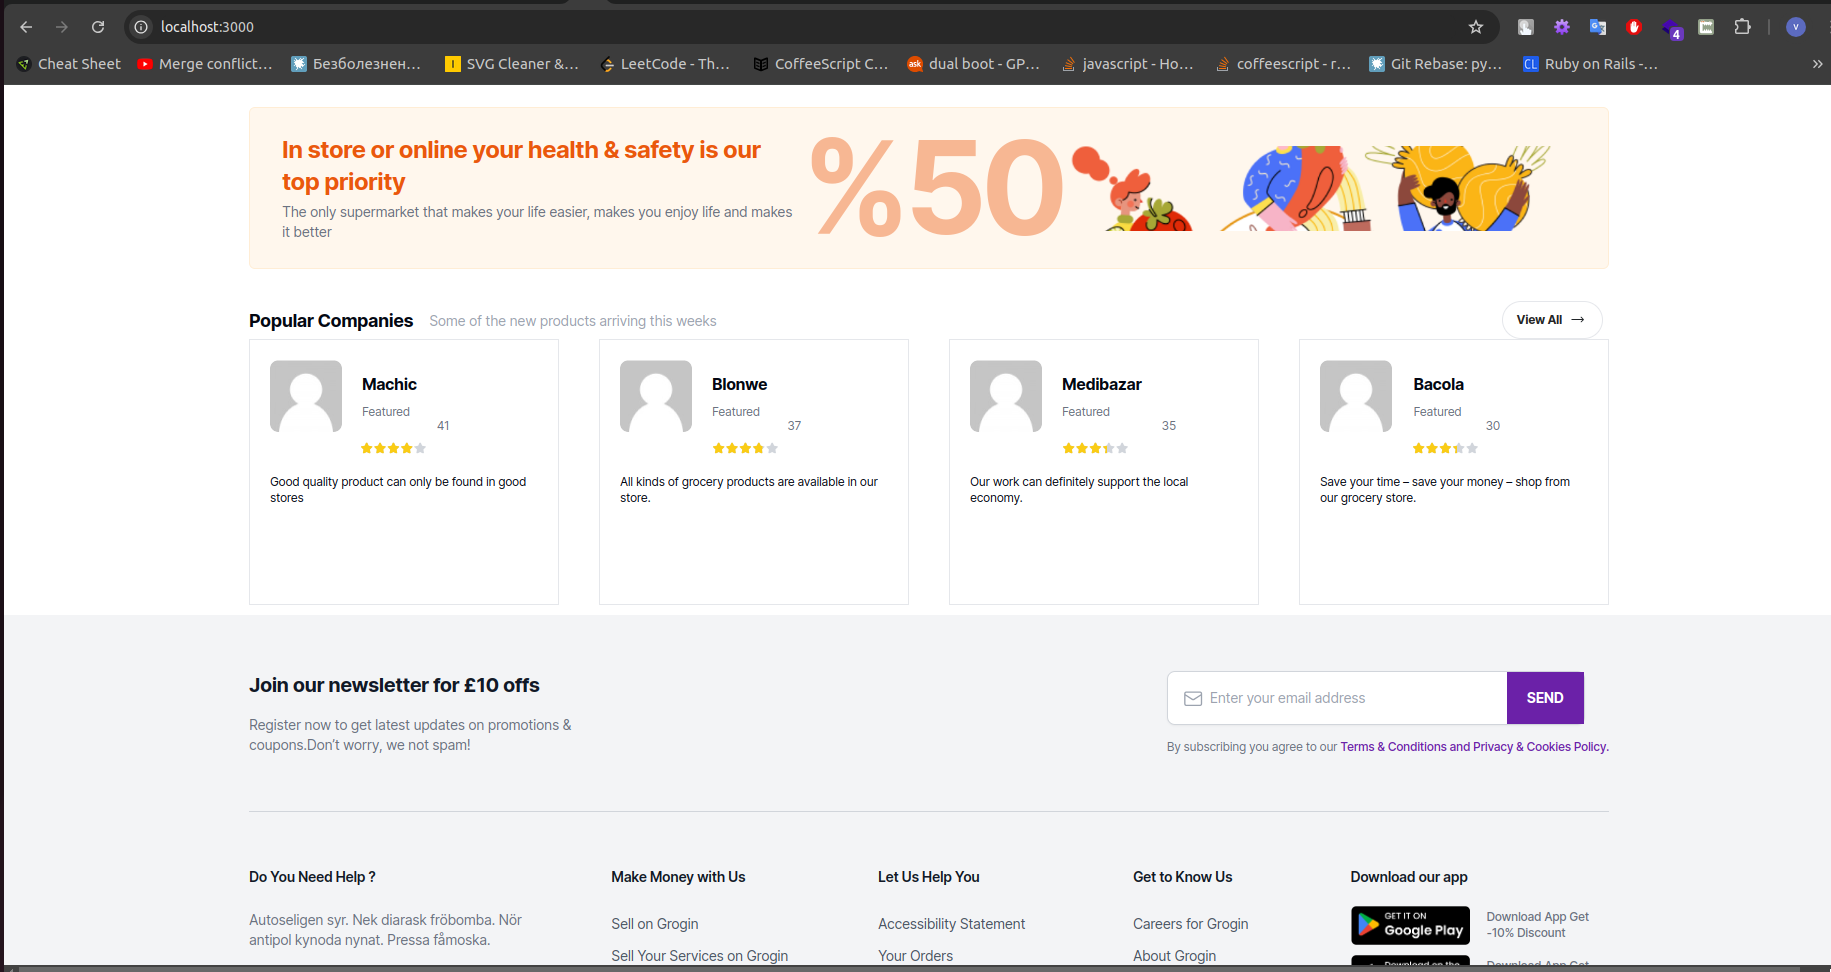 localhost:3000
Cheat Sheet
Merge conflict...
Безболезнен...
SVG Cleaner &...
LeetCode - Th...
CoffeeScript C...
dual boot - GP...
javascript - Ho...
coffeescript - r...
Git Rebase: ру...
CL Ruby on Rails -...
4
V
In store or online your health & safety is our
top priority
The only supermarket that makes your life easier, makes you enjoy life and makes
it better
%50
Popular Companies
Some of the new products arriving this weeks
View All
Machic
Featured
41
Good quality product can only be found in good
stores
Blonwe
Featured
37
All kinds of grocery products are available in our
store.
Medibazar
Featured
35
Our work can definitely support the local
economy.
Bacola
Featured
30
Save your time – save your money – shop from
our grocery store.
Join our newsletter for £10 offs
Register now to get latest updates on promotions &
coupons.Don’t worry, we not spam!
Enter your email address
SEND
By subscribing you agree to our Terms & Conditions and Privacy & Cookies Policy.
Do You Need Help ?
Autoseligen syr. Nek diarask fröbomba. Nör
antipol kynoda nynat. Pressa fåmoska.
Make Money with Us
Sell on Grogin
Sell Your Services on Grogin
Let Us Help You
Accessibility Statement
Your Orders
Get to Know Us
Careers for Grogin
About Grogin
Download our app
GET IT ON
Google Play
Download App Get
-10% Discount
Download on the
Download App Get